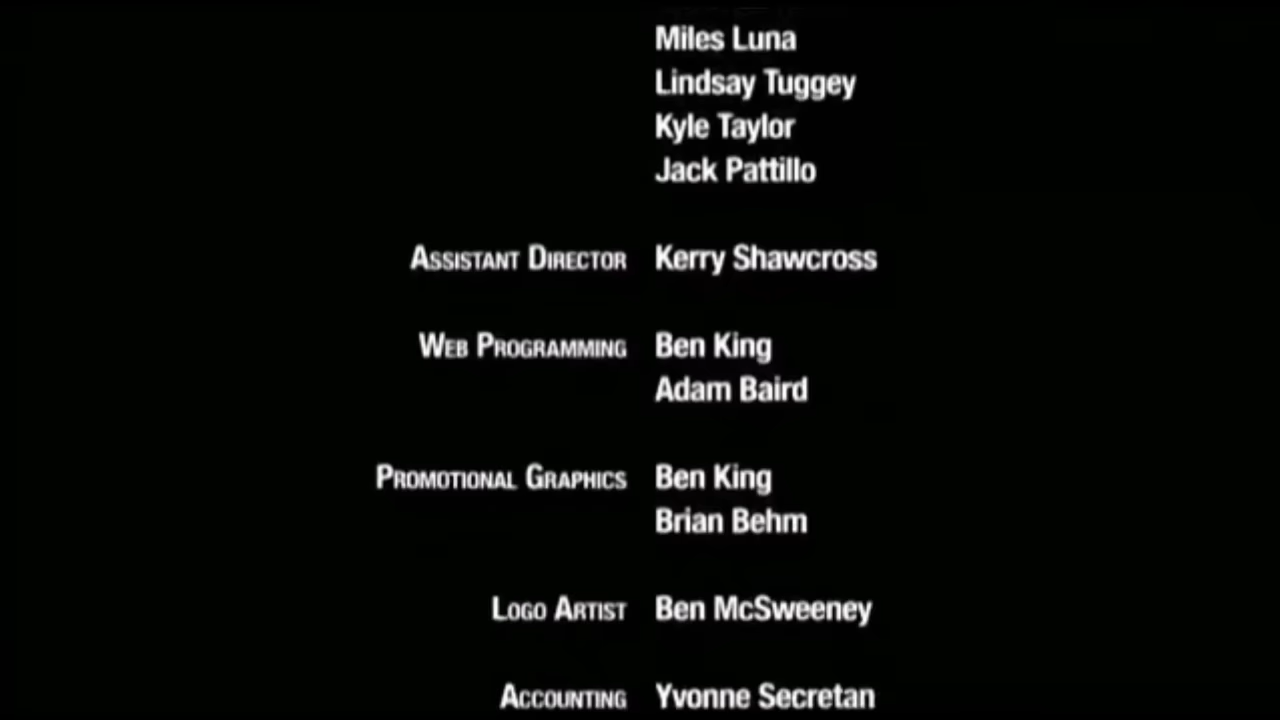 Miles Luna
Lindsay Tuggey
Kyle Taylor
Jack Pattillo
Assistant Director Kerry Shawcross
Web Programming Ben King
Adam Baird
Promotional Graphics Ben King
Brian Behm
Logo Artist Ben McSweeney
Accounting Yvonne Secretan